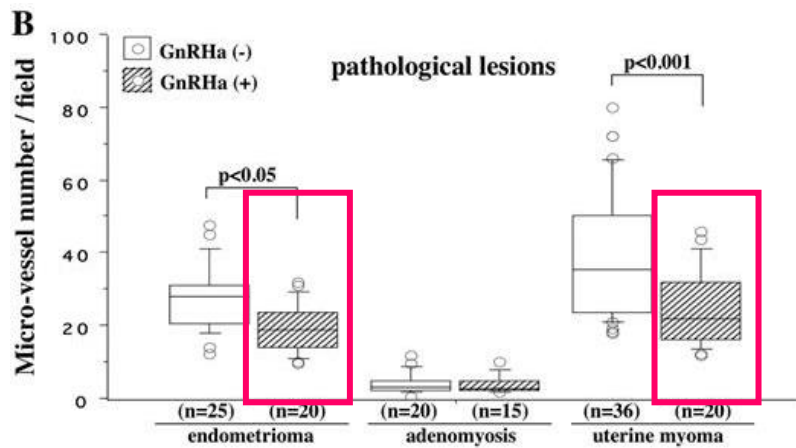 B
100
80
60
40
20
0
Micro-vessel number / field
GnRHa (-)
GnRHa (+)
pathological lesions
p<0.05
p<0.001
(n=25) (n=20) (n=20) (n=15) (n=36) (n=20)
endometrioma adenomyosis uterine myoma